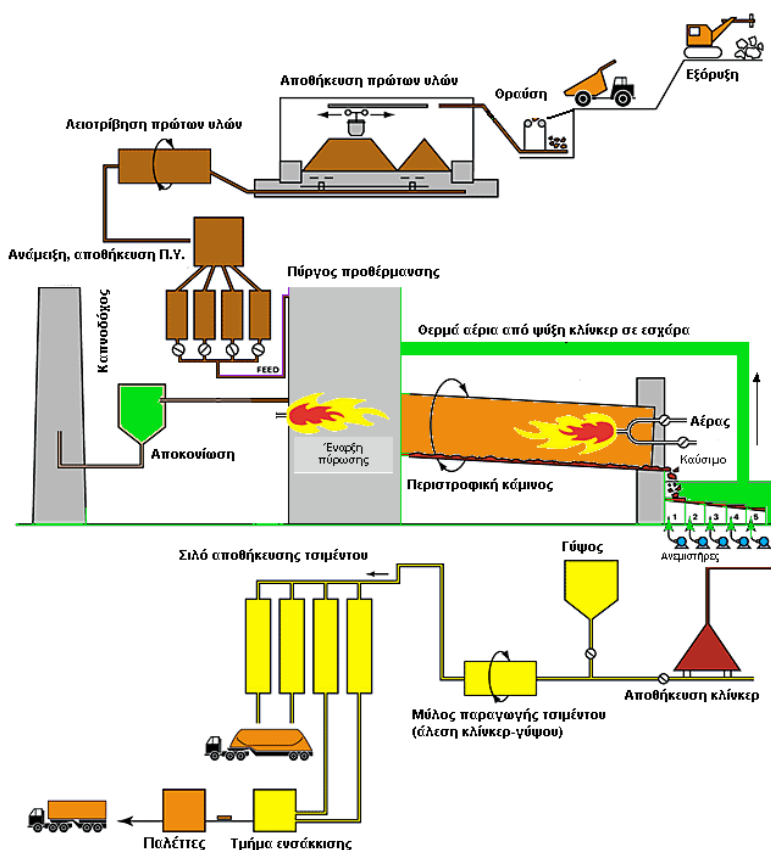 Εξόρυξη
Αποθήκευση πρώτων υλών
Θραύση
Λειοτρίβηση πρώτων υλών
Ανάμειξη, αποθήκευση Π.Υ.
Πύργος προθέρμανσης
Καπνοδόχος
FEED
Θερμά αέρια από ψύξη κλίνκερ σε εσχάρα
Αέρας
Καύσιμο
Έναρξη
πύρωσης
Αποκονίωση
Περιστροφική κάμινος
1 2 3 4 5
Ανεμιστήρες
Σιλό αποθήκευσης τσιμέντου
Γύψος
Αποθήκευση κλίνκερ
Μύλος παραγωγής τσιμέντου
(άλεση κλίνκερ-γύψου)
Παλέττες
Τμήμα ενσάκκισης